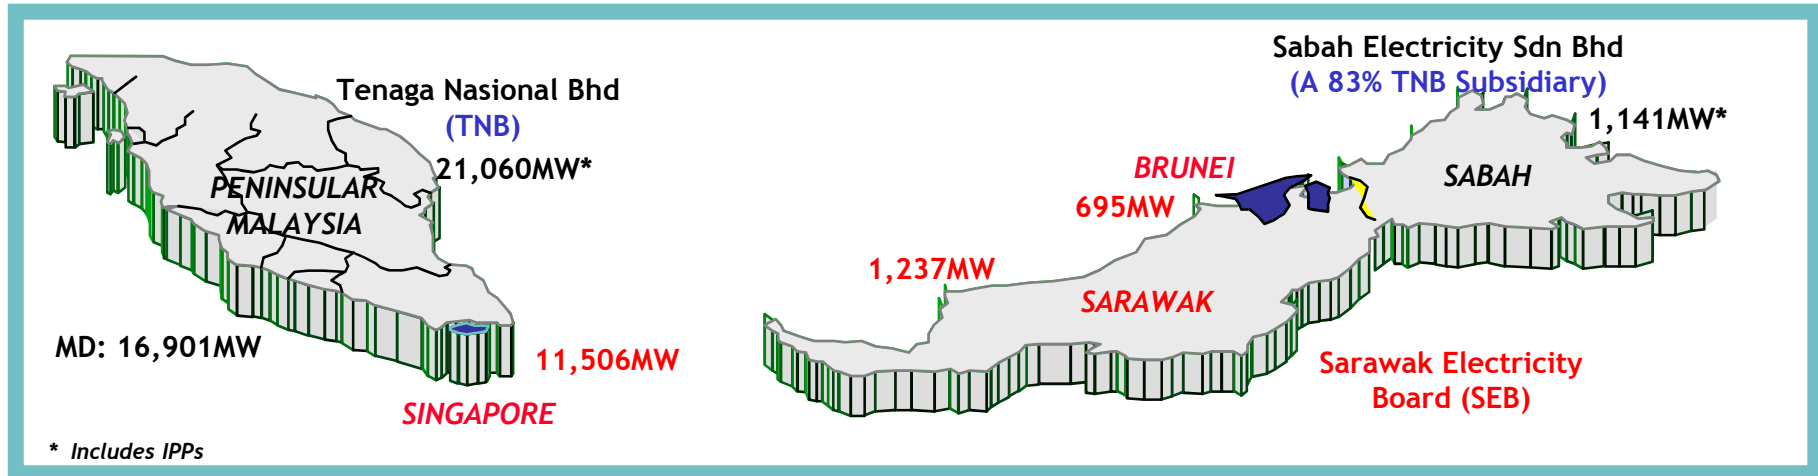 Tenaga Nasional Bhd
(TNB)
21,060MW*
PENINSULAR
MALAYSIA
MD: 16,901MW
11,506MW
SINGAPORE
* Includes IPPs
Sabah Electricity Sdn Bhd
(A 83% TNB Subsidiary)
1,141MW*
SABAH
BRUNEI
695MW
1,237MW
SARAWAK
Sarawak Electricity
Board (SEB)